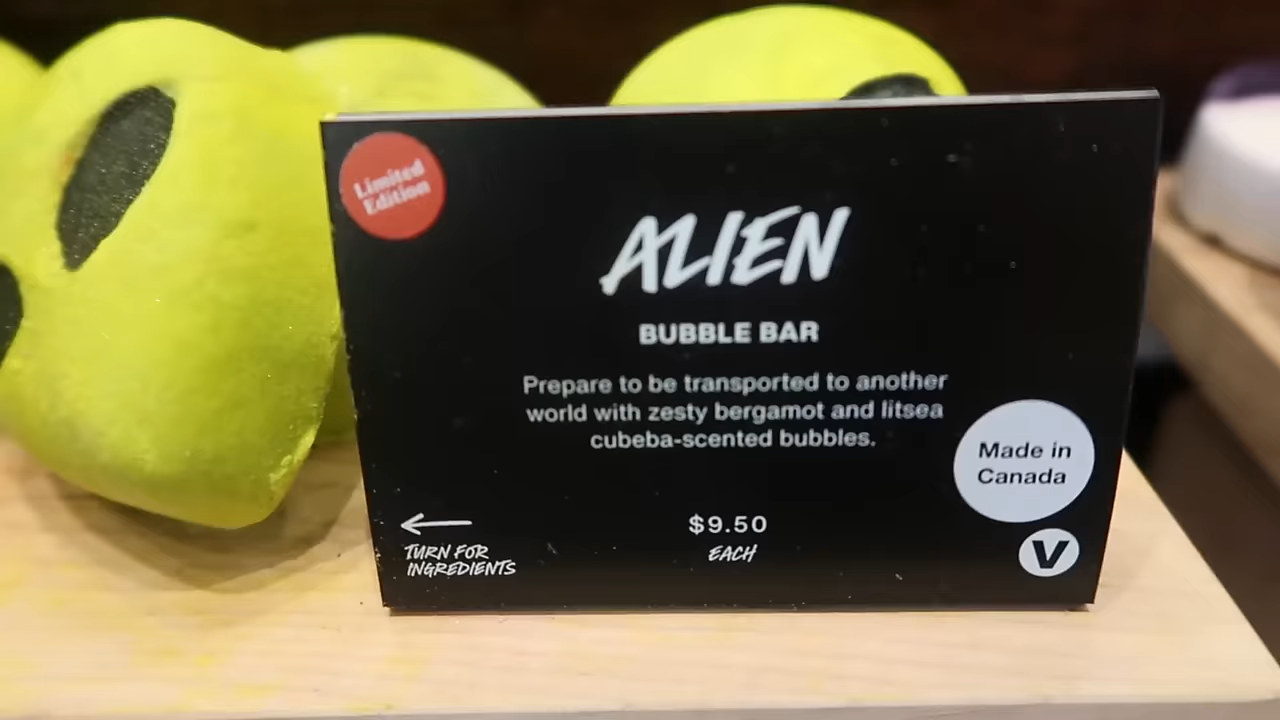 Limited
Edition
ALIEN
BUBBLE BAR
Prepare to be transported to another
world with zesty bergamot and litsea
cubeba-scented bubbles.
Made in
Canada
$9.50
EACH
TURN FOR
INGREDIENTS
V